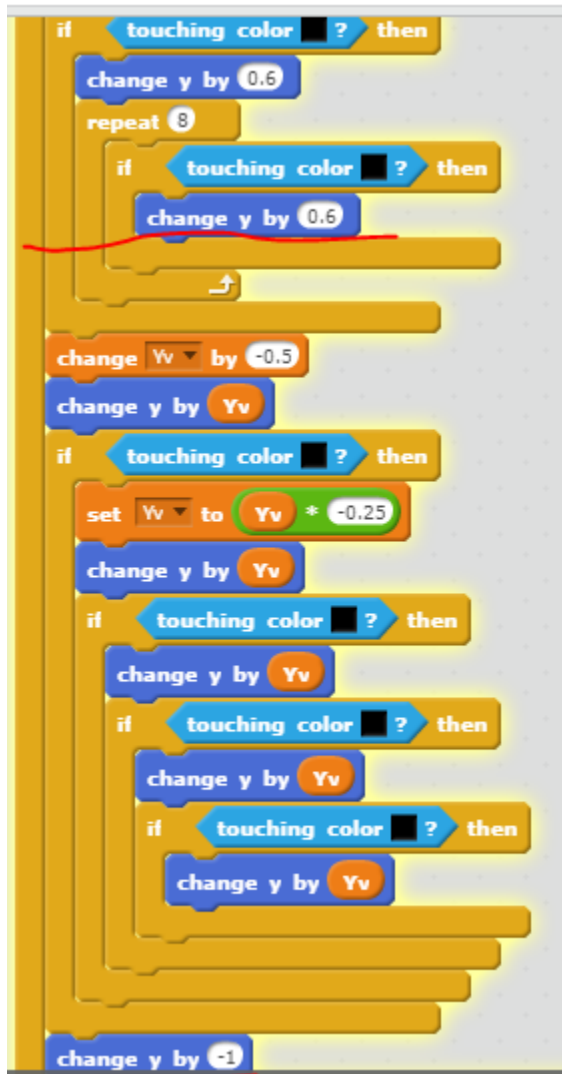 if touching color ? then
change y by 0.6
repeat 8
if touching color ? then
change y by 0.6
change Yv by -0.5
change y by Yv
if touching color ? then
set Yv to Yv * -0.25
change y by Yv
if touching color ? then
change y by Yv
if touching color ? then
change y by Yv
if touching color ? then
change y by Yv
change y by -1